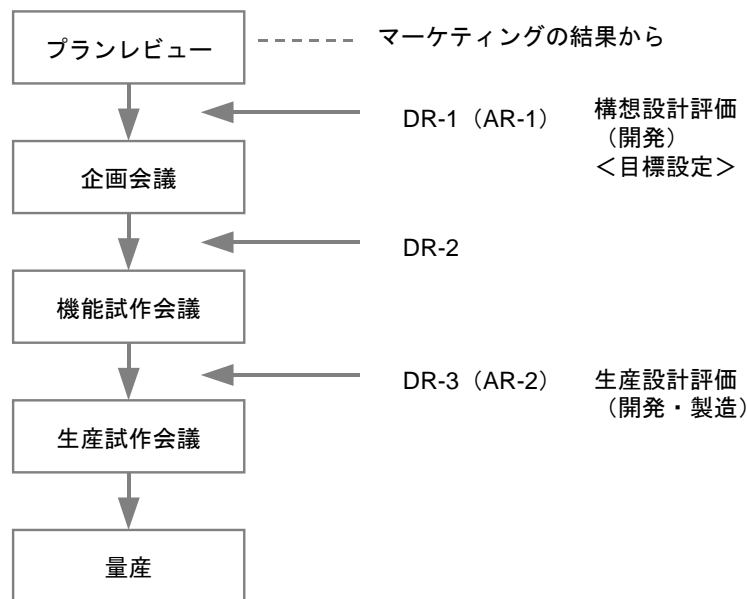 プランレビュー
マーケティングの結果から
DR-1（AR-1）
構想設計評価
（開発）
＜目標設定＞
企画会議
DR-2
機能試作会議
DR-3（AR-2）
生産設計評価
（開発・製造）
生産試作会議
量産